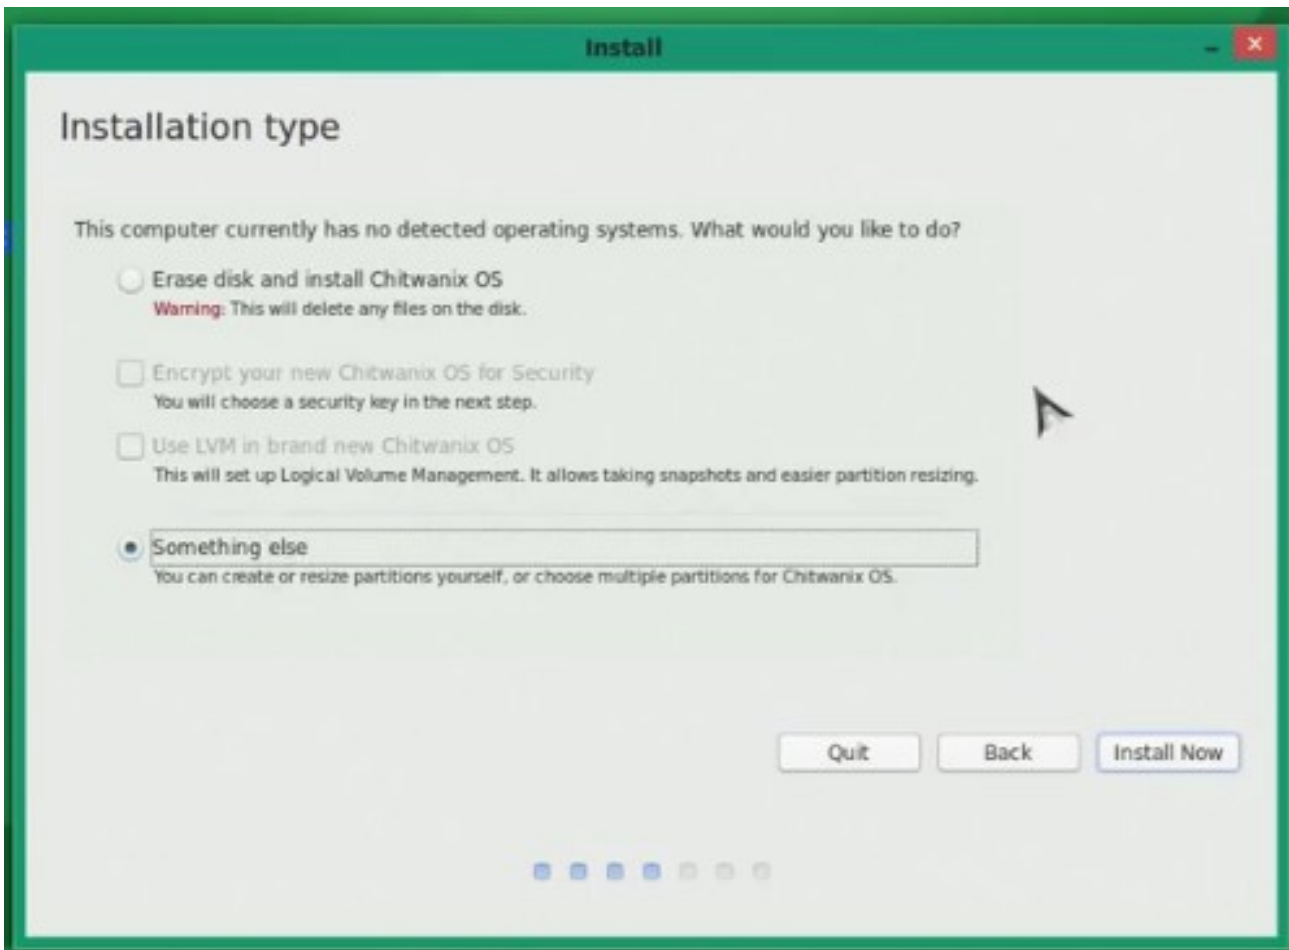 Install
Installation type
This computer currently has no detected operating systems. What would you like to do?
Erase disk and install Chitwanix OS
Warning: This will delete any files on the disk.
Encrypt your new Chitwanix OS for Security
You will choose a security key in the next step.
Use LVM in brand new Chitwanix OS
This will set up Logical Volume Management. It allows taking snapshots and easier partition resizing.
Something else
You can create or resize partitions yourself, or choose multiple partitions for Chitwanix OS.
Quit Back Install Now